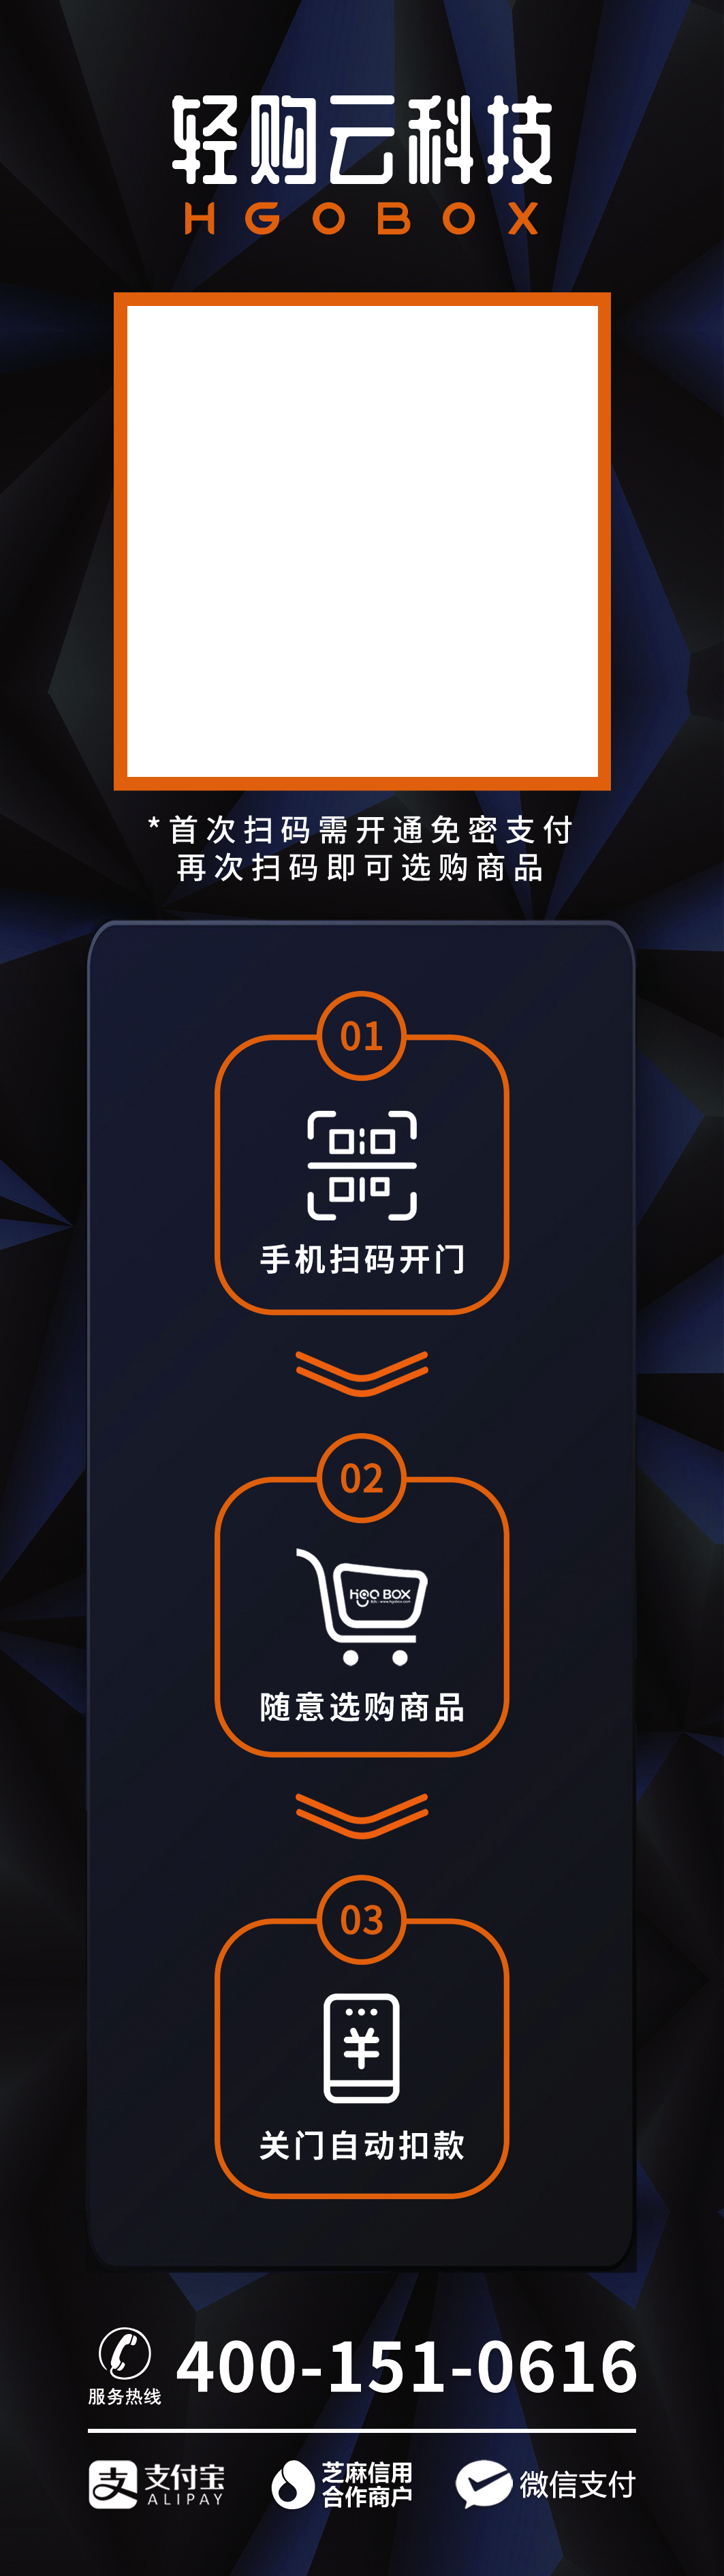 轻购云科技
HGOBOX
*首次扫码需开通免密支付
再次扫码即可选购商品
01
手机扫码开门
02
HGO BOX
随意选购商品
03
¥
关门自动扣款
服务热线
400-151-0616
支付宝
ALIPAY
芝麻信用
合作商户
微信支付